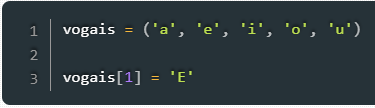 1 vogais = ('a', 'e', 'i', 'o', 'u')
2
3 vogais[1] = 'E'